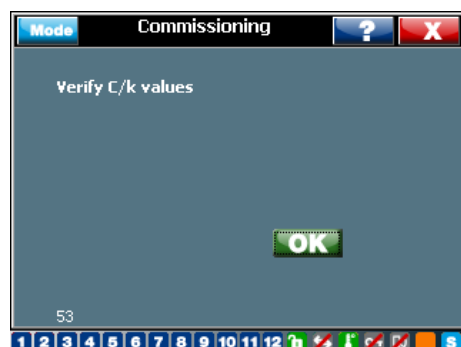 Mode Commissioning ? X
Verify C/k values
OK
53
1 2 3 4 5 6 7 8 9 10 11 12 S